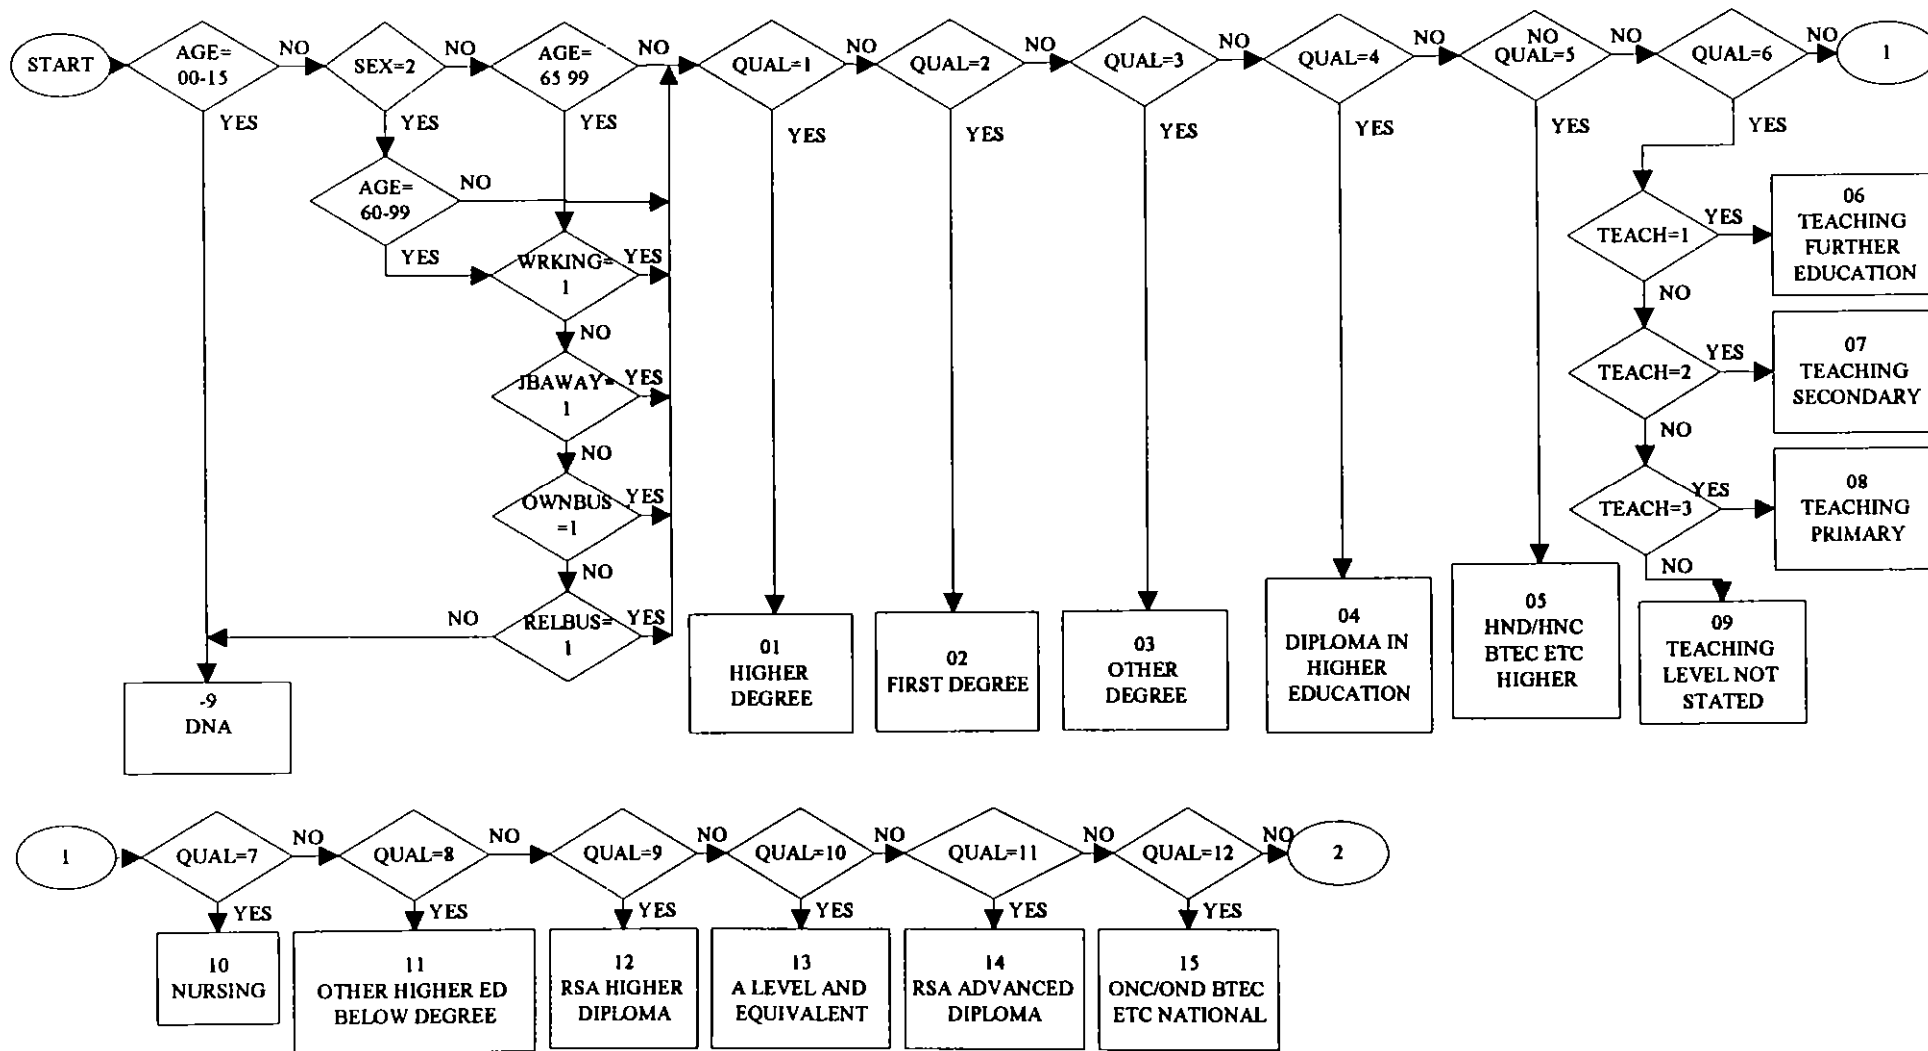 START
AGE=
00-15
NO
YES
SEX=2
NO
YES
AGE=
65 99
NO
YES
AGE=
60-99
NO
YES
WRKING=
1
YES
NO
JBAWAY=
1
YES
NO
OWNBUS
=1
YES
NO
RELBUS=
1
YES
NO
-9
DNA
QUAL=1
NO
YES
01
HIGHER
DEGREE
QUAL=2
NO
YES
02
FIRST DEGREE
QUAL=3
NO
YES
03
OTHER
DEGREE
QUAL=4
NO
YES
04
DIPLOMA IN
HIGHER
EDUCATION
NO
QUAL=5
NO
YES
05
HND/HNC
BTEC ETC
HIGHER
QUAL=6
NO
YES
1
TEACH=1
YES
NO
06
TEACHING
FURTHER
EDUCATION
TEACH=2
YES
NO
07
TEACHING
SECONDARY
TEACH=3
YES
NO
08
TEACHING
PRIMARY
09
TEACHING
LEVEL NOT
STATED
1
QUAL=7
NO
YES
10
NURSING
QUAL=8
NO
YES
11
OTHER HIGHER ED
BELOW DEGREE
QUAL=9
NO
YES
12
RSA HIGHER
DIPLOMA
QUAL=10
NO
YES
13
A LEVEL AND
EQUIVALENT
QUAL=11
NO
YES
14
RSA ADVANCED
DIPLOMA
QUAL=12
NO
YES
15
ONC/OND BTEC
ETC NATIONAL
2